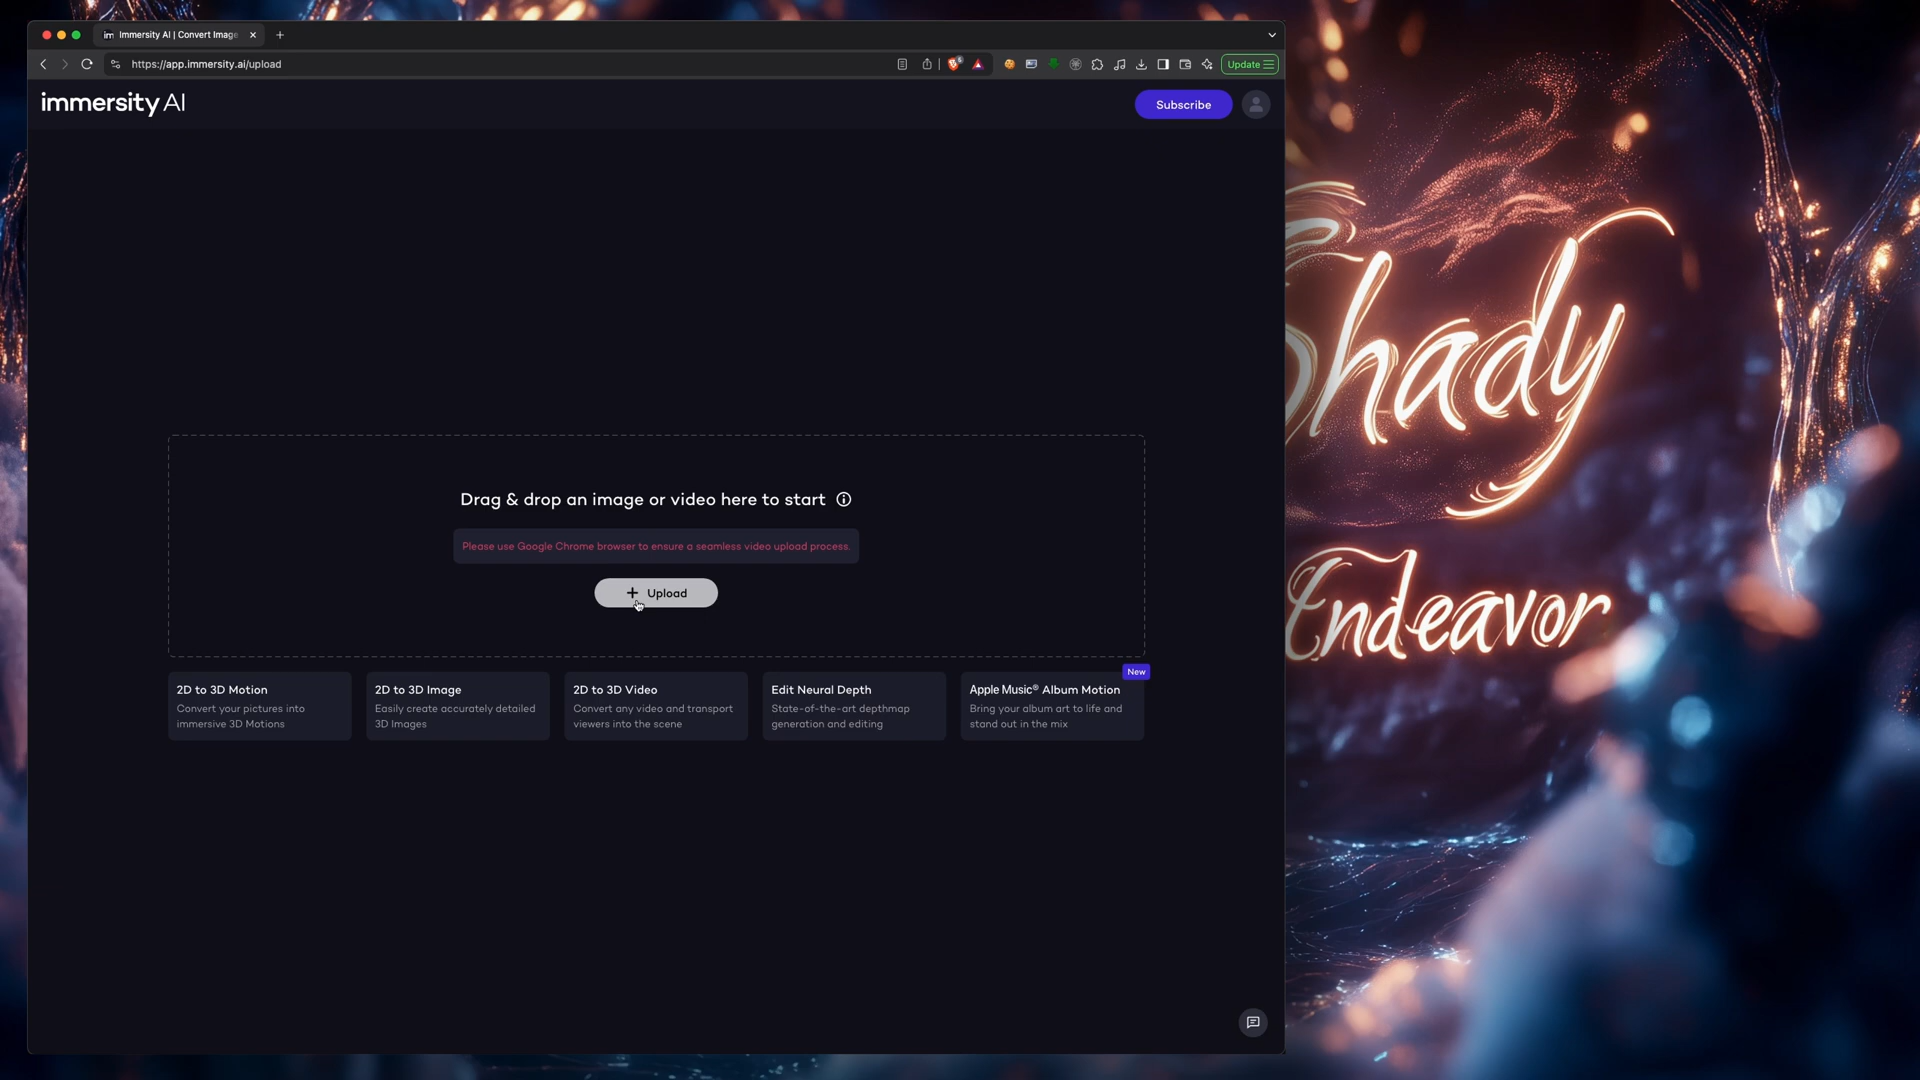 Immersity AI | Convert Image
https://app.immersity.ai/upload
Update
immersity AI
Subscribe
Drag & drop an image or video here to start
Please use Google Chrome browser to ensure a seamless video upload process.
Upload
New
2D to 3D Motion
Convert your pictures into
immersive 3D Motions
2D to 3D Image
Easily create accurately detailed
3D Images
2D to 3D Video
Convert any video and transport
viewers into the scene
Edit Neural Depth
State-of-the-art depthmap
generation and editing
Apple Music® Album Motion
Bring your album art to life and
stand out in the mix
Shady
Endeavor